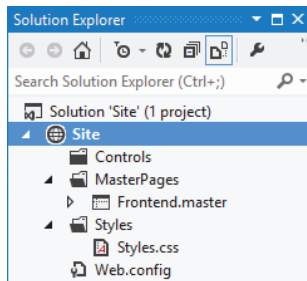 Solution Explorer
Search Solution Explorer (Ctrl+;)
Solution 'Site' (1 project)
Site
Controls
MasterPages
Frontend.master
Styles
Styles.css
Web.config